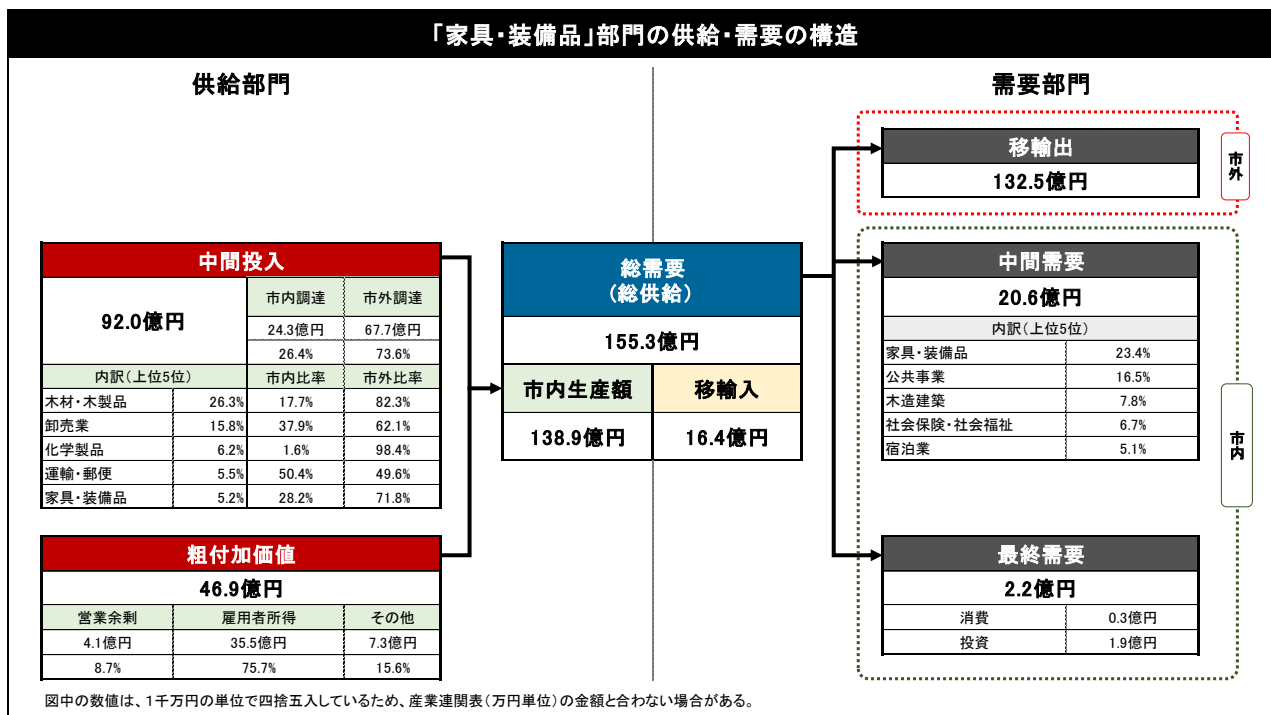 「家具・装備品」部門の供給・需要の構造
供給部門
需要部門
移輸出
132.5億円
市外
中間投入
92.0億円
市内調達 市外調達
24.3億円 67.7億円
26.4% 73.6%
内訳(上位5位) 市内比率 市外比率
木材・木製品 26.3% 17.7% 82.3%
卸売業 15.8% 37.9% 62.1%
化学製品 6.2% 1.6% 98.4%
運輸・郵便 5.5% 50.4% 49.6%
家具・装備品 5.2% 28.2% 71.8%
粗付加価値
46.9億円
営業余剰 雇用者所得 その他
4.1億円 35.5億円 7.3億円
8.7% 75.7% 15.6%
総需要
(総供給)
155.3億円
市内生産額 移輸入
138.9億円 16.4億円
中間需要
20.6億円
内訳(上位5位)
家具・装備品 23.4%
公共事業 16.5%
木造建築 7.8%
社会保険・社会福祉 6.7%
宿泊業 5.1%
市内
最終需要
2.2億円
消費 0.3億円
投資 1.9億円
図中の数値は、1千万円の単位で四捨五入しているため、産業連関表(万円単位)の金額と合わない場合がある。